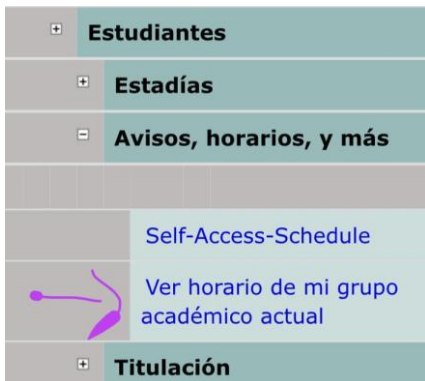 Estudiantes
Estadías
Avisos, horarios, y más
Self-Access-Schedule
Ver horario de mi grupo
académico actual
Titulación